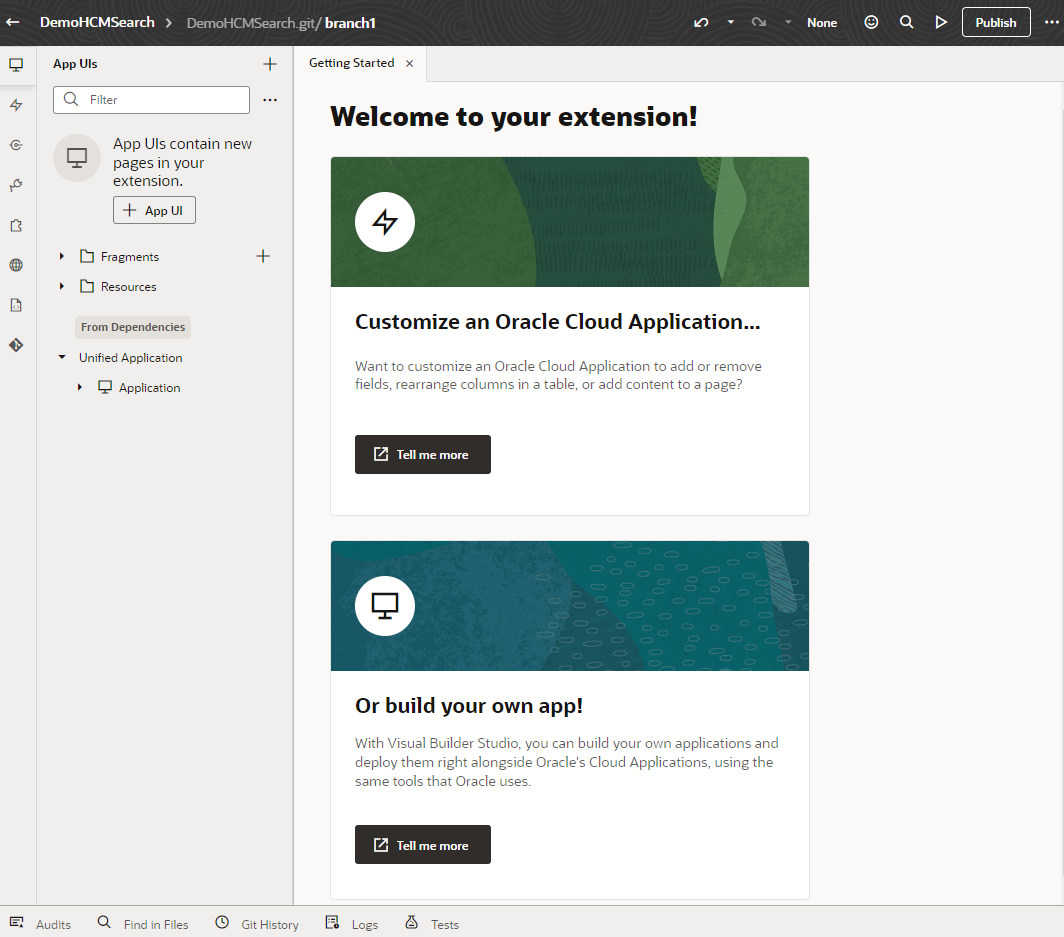 DemoHCMSearch
DemoHCMSearch.git/ branch1
None
Publish
App UIs
Filter
App UIs contain new
pages in your
extension.
App UI
Fragments
Resources
From Dependencies
Unified Application
Application
Getting Started
Welcome to your extension!
Customize an Oracle Cloud Application...
Want to customize an Oracle Cloud Application to add or remove
fields, rearrange columns in a table, or add content to a page?
Tell me more
Or build your own app!
With Visual Builder Studio, you can build your own applications and
deploy them right alongside Oracle's Cloud Applications, using the
same tools that Oracle uses.
Tell me more
Audits
Find in Files
Git History
Logs
Tests